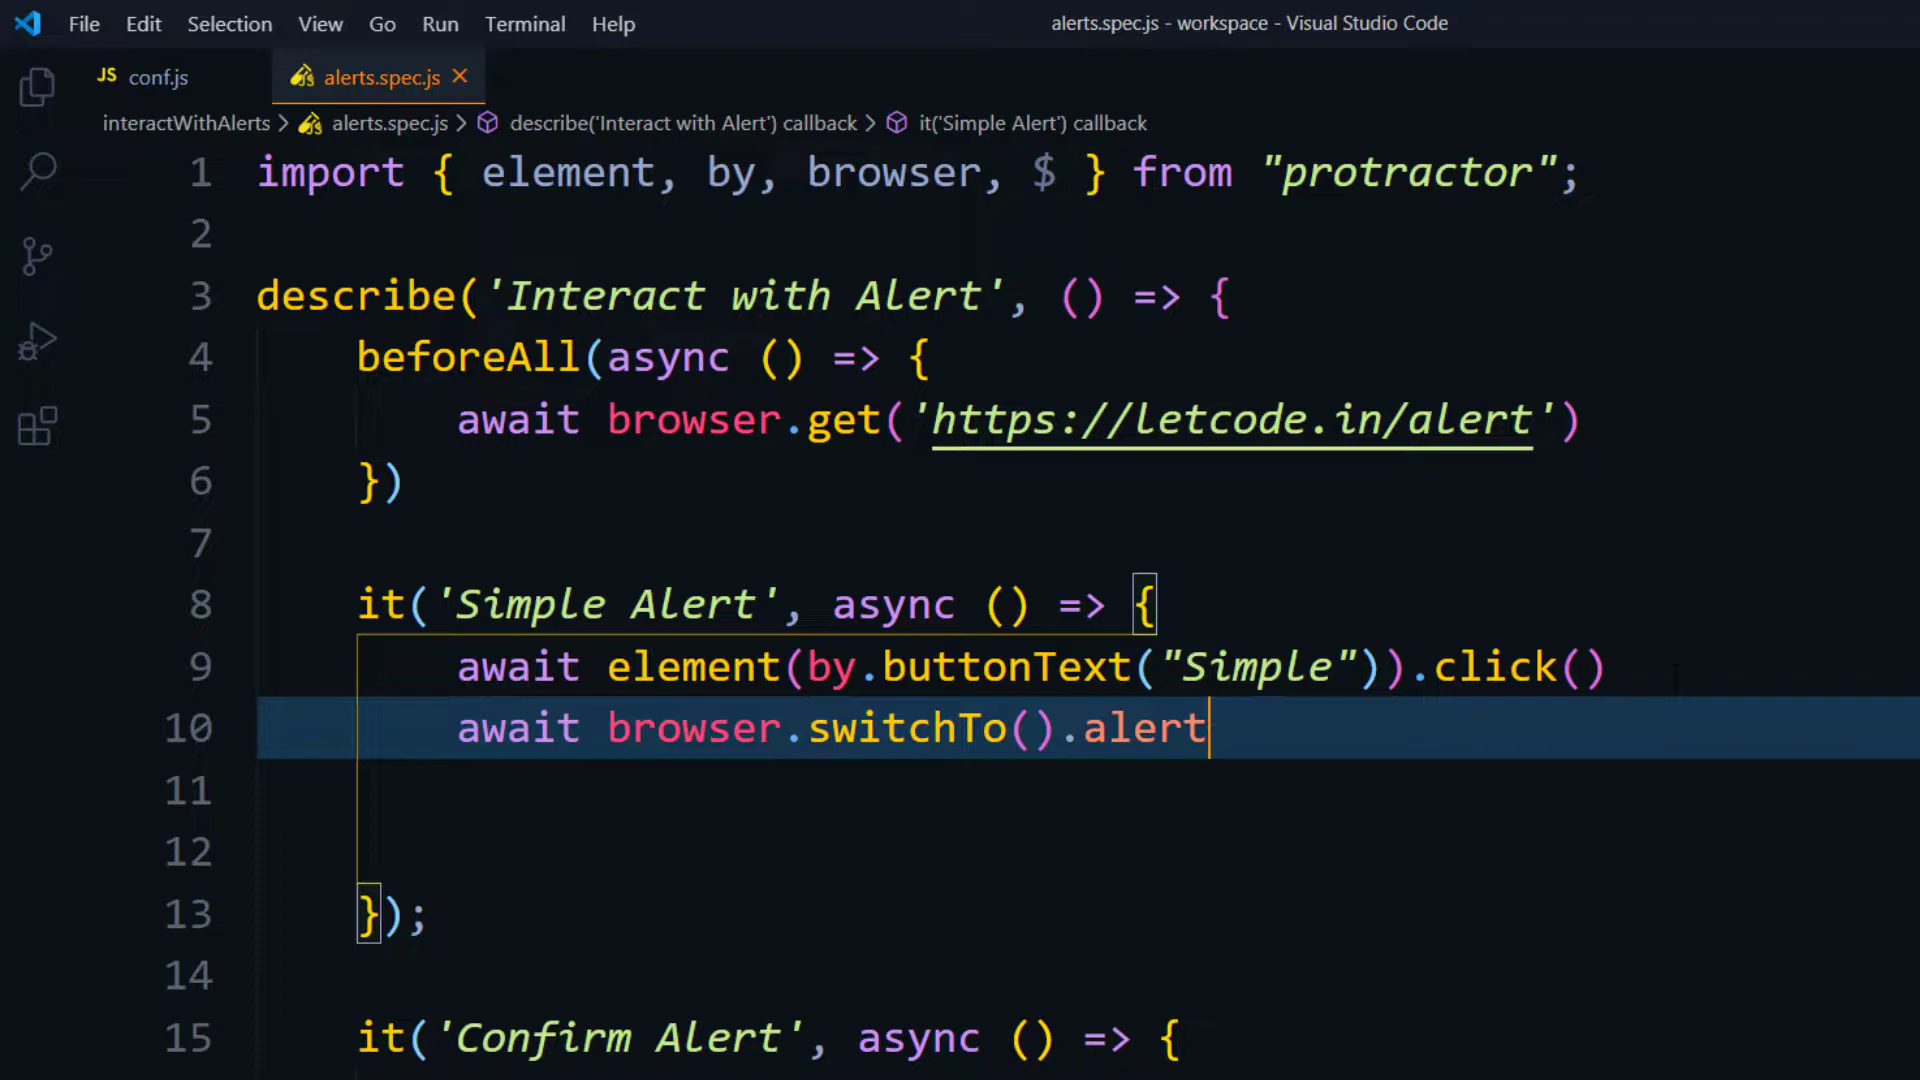 File Edit Selection View Go Run Terminal Help alerts.spec.js - workspace - Visual Studio Code
JS conf.js alerts.spec.js ×
interactWithAlerts > alerts.spec.js > describe('Interact with Alert') callback > it('Simple Alert') callback
1 import { element, by, browser, $ } from "protractor";
2
3 describe('Interact with Alert', () => {
4 beforeAll(async () => {
5 await browser.get('https://letcode.in/alert')
6 })
7
8 it('Simple Alert', async () => {
9 await element(by.buttonText("Simple")).click()
10 await browser.switchTo().alert
11
12
13 });
14
15 it('Confirm Alert', async () => {